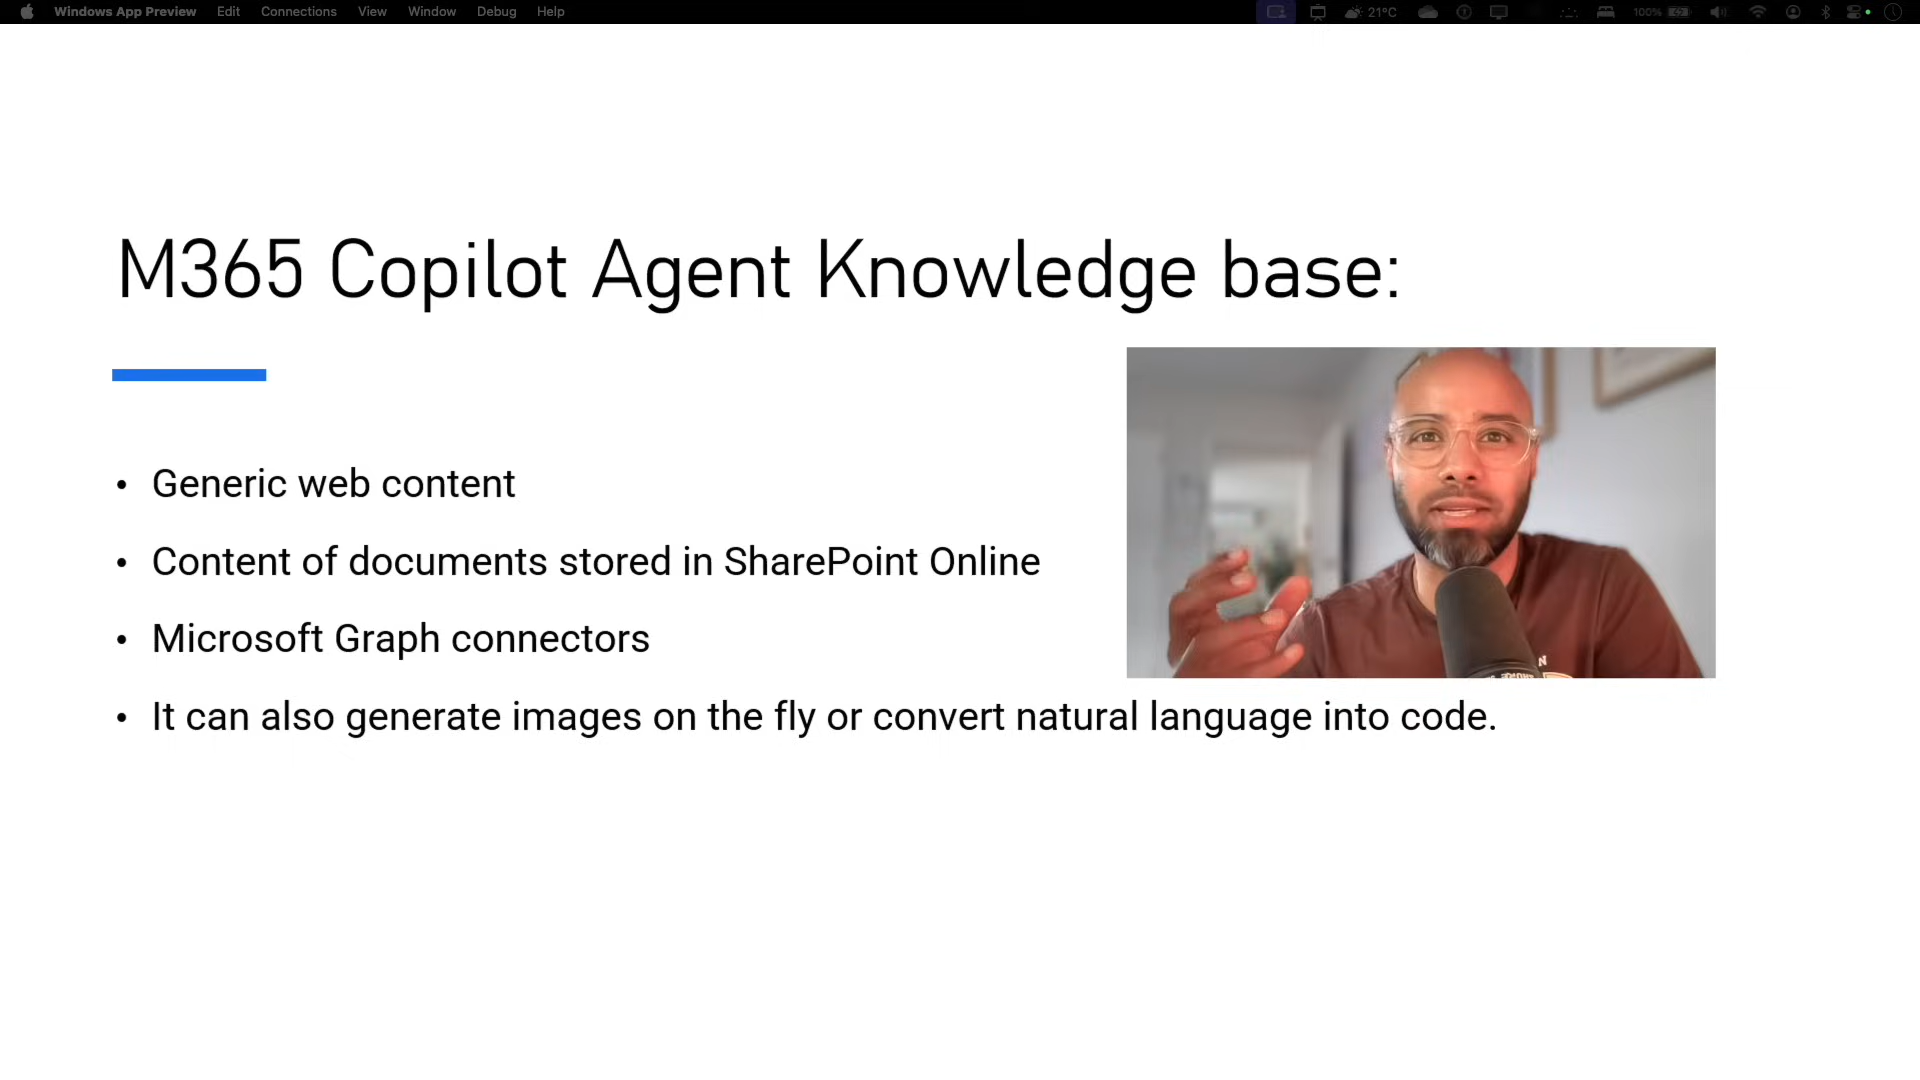 Windows App Preview Edit Connections View Window Debug Help 21°C 100%
M365 Copilot Agent Knowledge base:
• Generic web content
• Content of documents stored in SharePoint Online
• Microsoft Graph connectors
• It can also generate images on the fly or convert natural language into code.